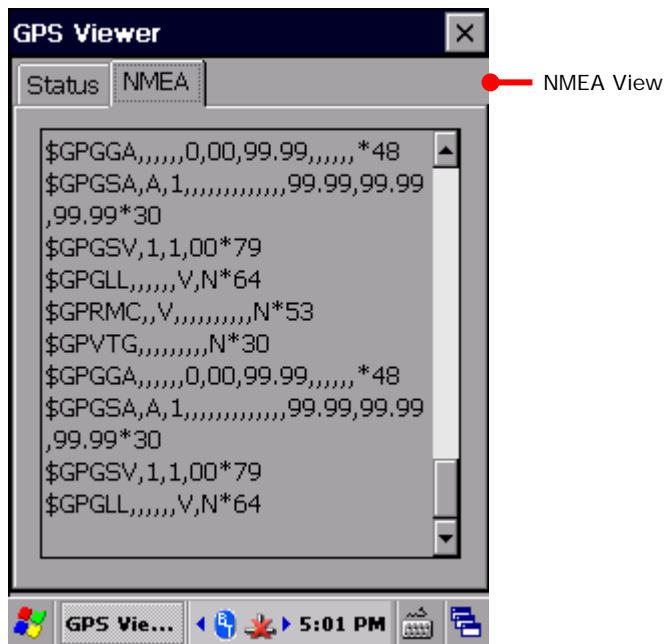 GPS Viewer
Status NMEA
NMEA View
$GPGGA,,,,,,0,00,99.99,,,,,,*48
$GPGSA,A,1,,,,,,,,,,,,,99.99,99.99
,99.99*30
$GPGSV,1,1,00*79
$GPGLL,,,,,,V,N*64
$GPRMC,,V,,,,,,,,,,N*53
$GPVTG,,,,,,,,,N*30
$GPGGA,,,,,,0,00,99.99,,,,,,*48
$GPGSA,A,1,,,,,,,,,,,,,99.99,99.99
,99.99*30
$GPGSV,1,1,00*79
$GPGLL,,,,,,V,N*64
GPS Vie... 5:01 PM